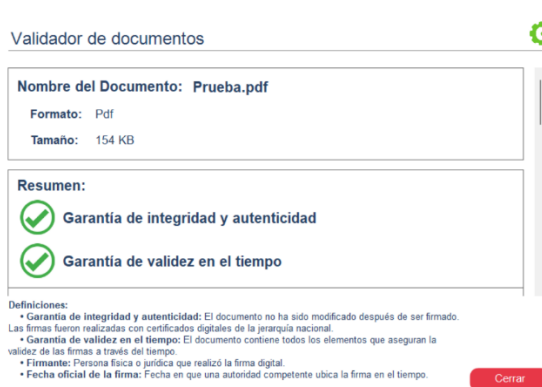 Validador de documentos
Nombre del Documento: Prueba.pdf
Formato: Pdf
Tamaño: 154 KB
Resumen:
Garantía de integridad y autenticidad
Garantía de validez en el tiempo
Definiciones:
• Garantía de integridad y autenticidad: El documento no ha sido modificado después de ser firmado.
Las firmas fueron realizadas con certificados digitales de la jerarquía nacional.
• Garantía de validez en el tiempo: El documento contiene todos los elementos que aseguran la
validez de las firmas a través del tiempo.
• Firmante: Persona física o jurídica que realizó la firma digital.
• Fecha oficial de la firma: Fecha en que una autoridad competente ubica la firma en el tiempo.
Cerrar